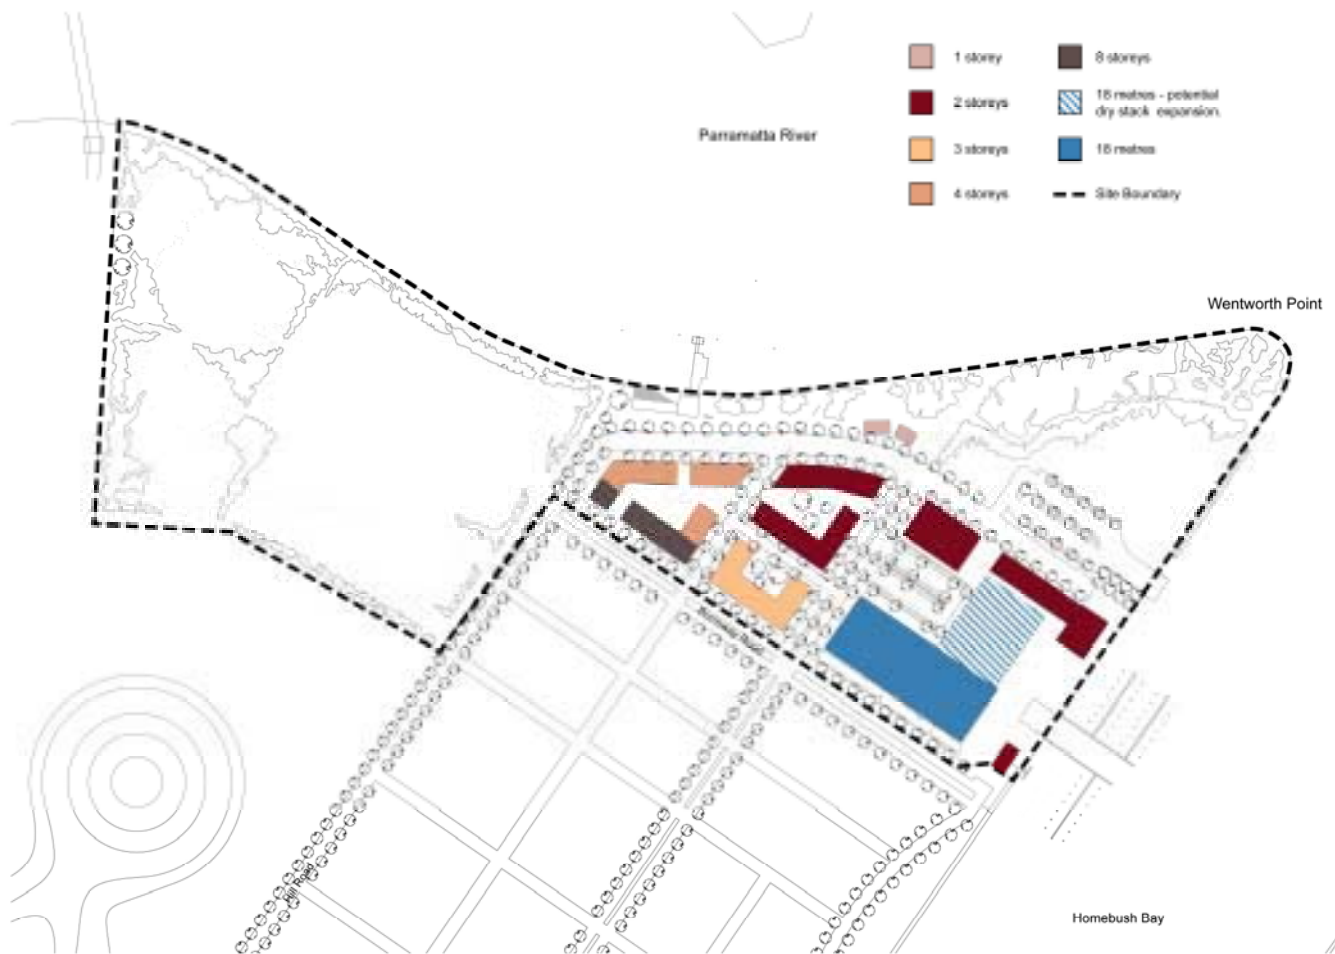 1 storey
2 storeys
3 storeys
4 storeys
8 storeys
18 metres - potential
dry stack expansion.
18 metres
Site Boundary
Parramatta River
Wentworth Point
Hill Road
Homebush Bay